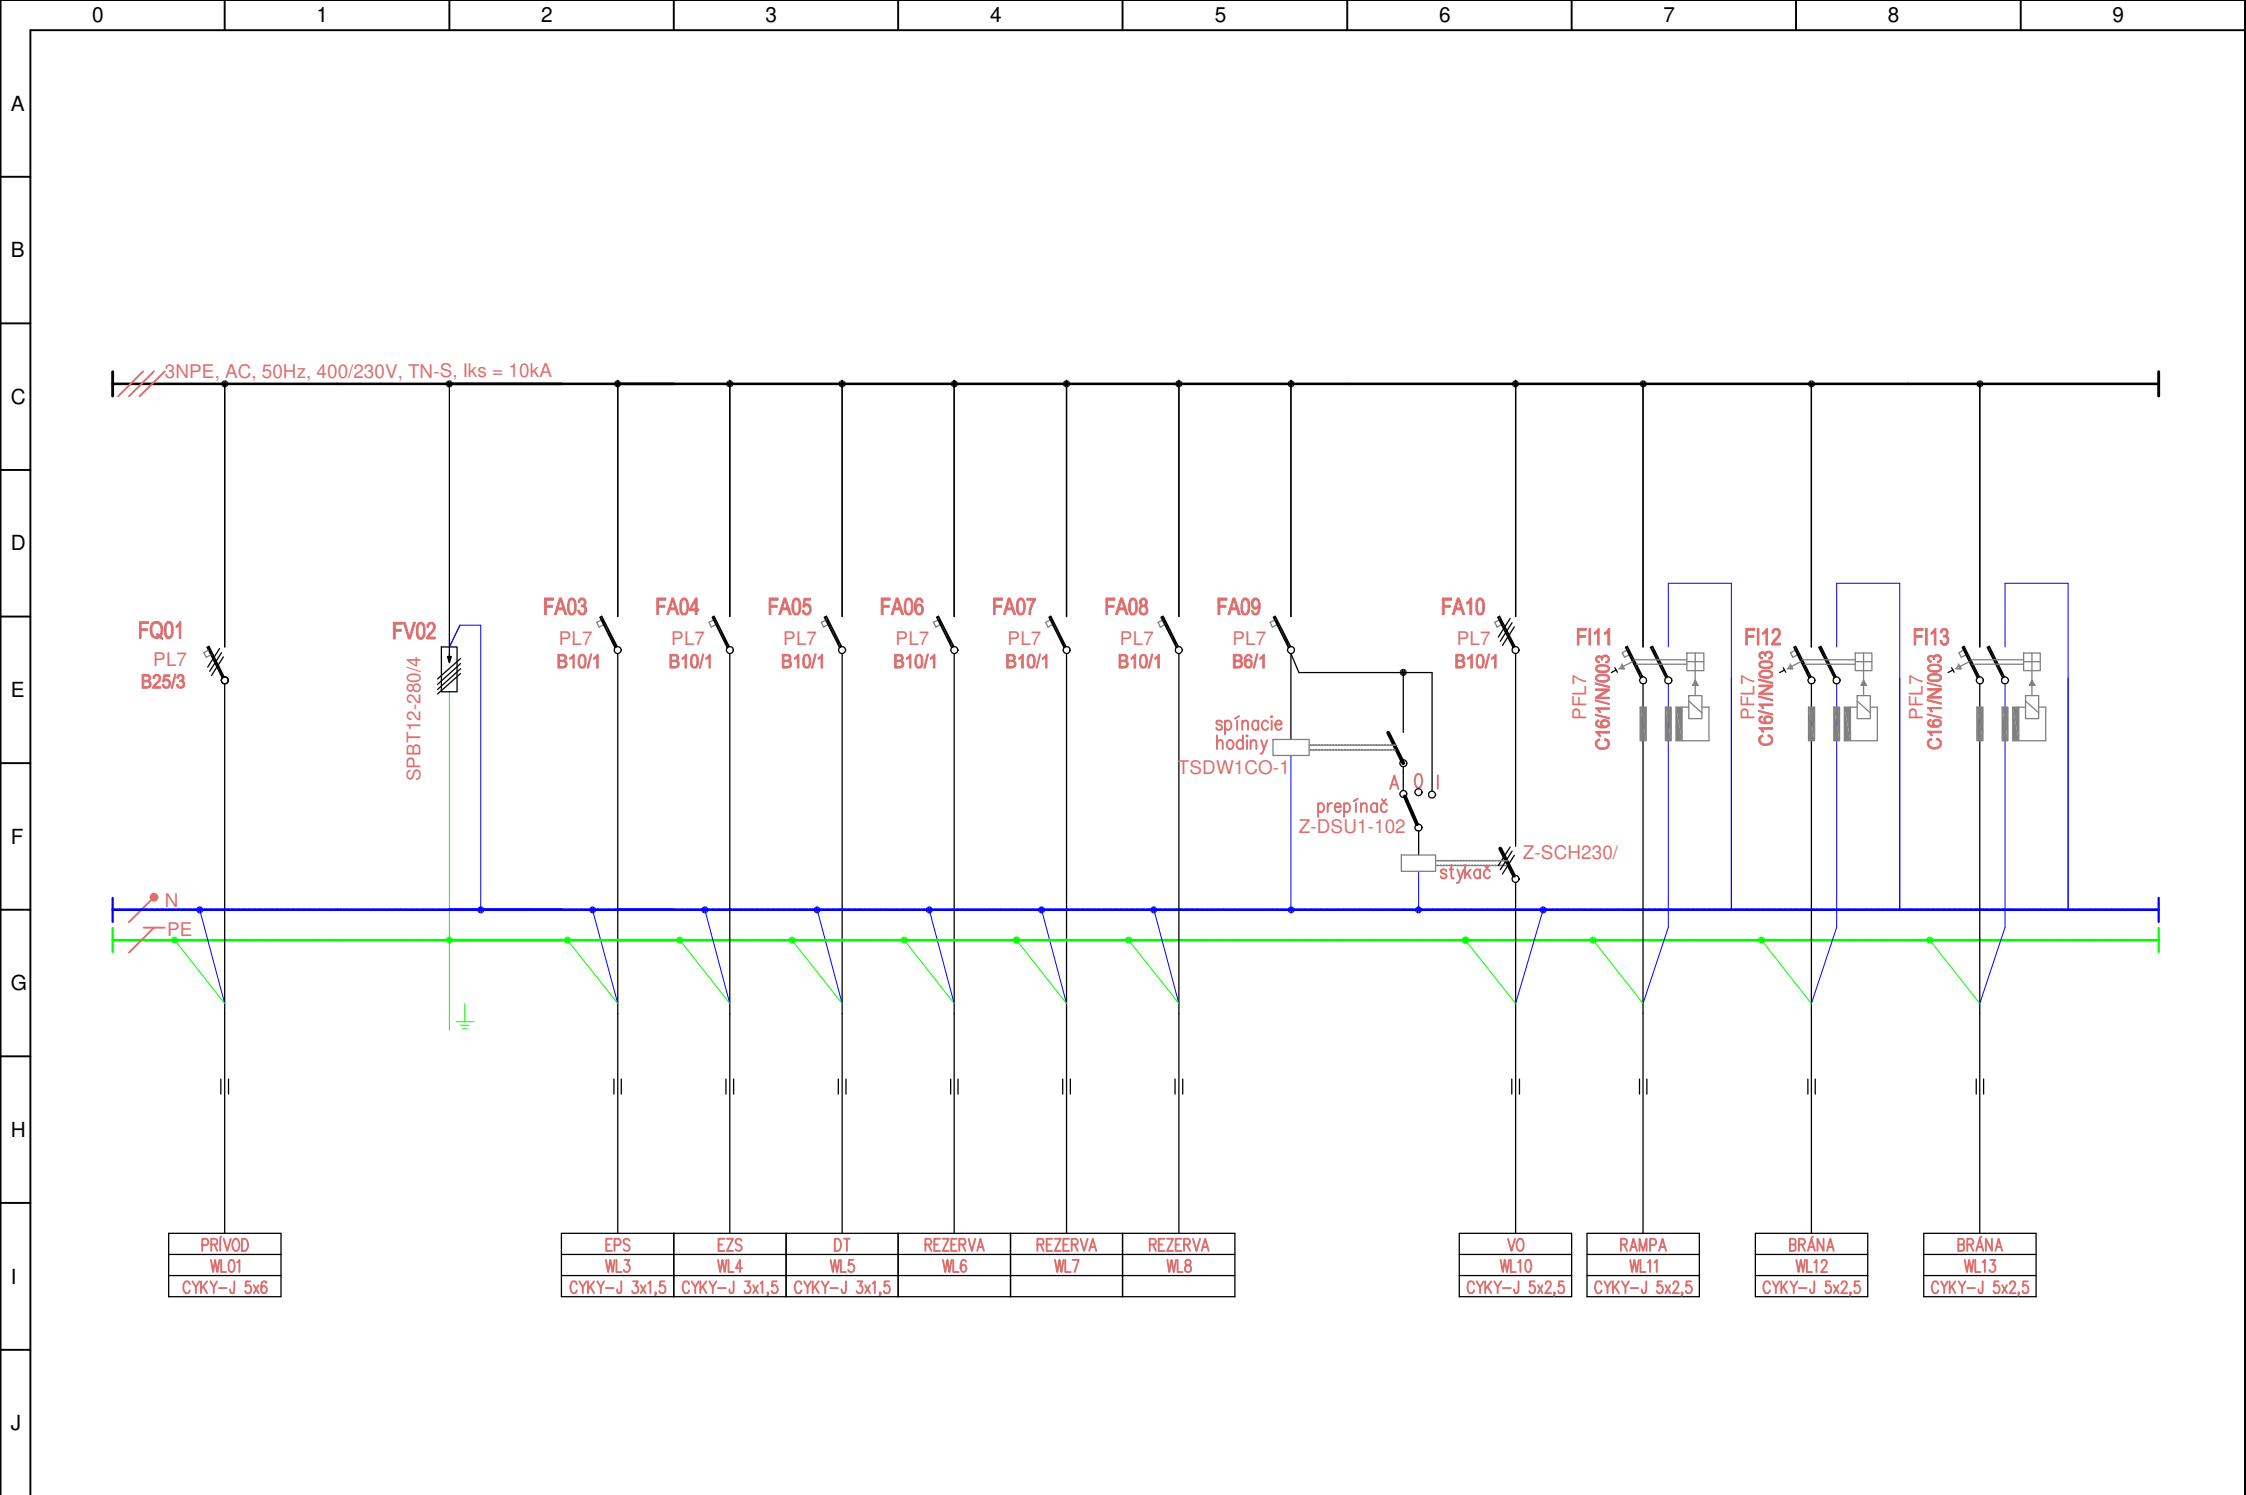 0 1 2 3 4 5 6 7 8 9
A
B
C
D
E
F
G
H
I
J
3NPE, AC, 50Hz, 400/230V, TN-S, Iks = 10kA
FQ01
PL7
B25/3
FV02
SPBT12-280/4
FA03
PL7
B10/1
FA04
PL7
B10/1
FA05
PL7
B10/1
FA06
PL7
B10/1
FA07
PL7
B10/1
FA08
PL7
B10/1
FA09
PL7
B6/1
spínacie
hodiny
TSDW1CO-1
A 0 I
prepínač
Z-DSU1-102
stykač
Z-SCH230/
FA10
PL7
B10/1
FI11
PFL7
C16/1/N/003
FI12
PFL7
C16/1/N/003
FI13
PFL7
C16/1/N/003
N
PE
PRÍVOD
WL01
CYKY-J 5x6
EPS
WL3
CYKY-J 3x1,5
EZS
WL4
CYKY-J 3x1,5
DT
WL5
CYKY-J 3x1,5
REZERVA
WL6
REZERVA
WL7
REZERVA
WL8
VO
WL10
CYKY-J 5x2,5
RAMPA
WL11
CYKY-J 5x2,5
BRÁNA
WL12
CYKY-J 5x2,5
BRÁNA
WL13
CYKY-J 5x2,5